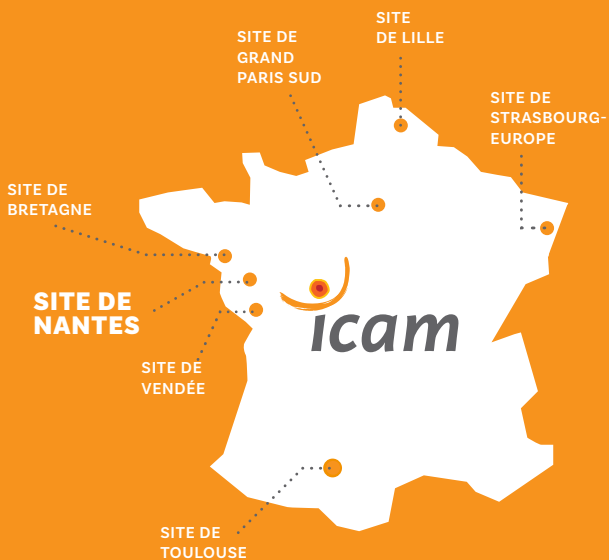 SITE
DE LILLE
SITE DE
GRAND
PARIS SUD
SITE DE
STRASBOURG-
EUROPE
SITE DE
BRETAGNE
SITE DE
NANTES
icam
SITE DE
VENDÉE
SITE DE
TOULOUSE